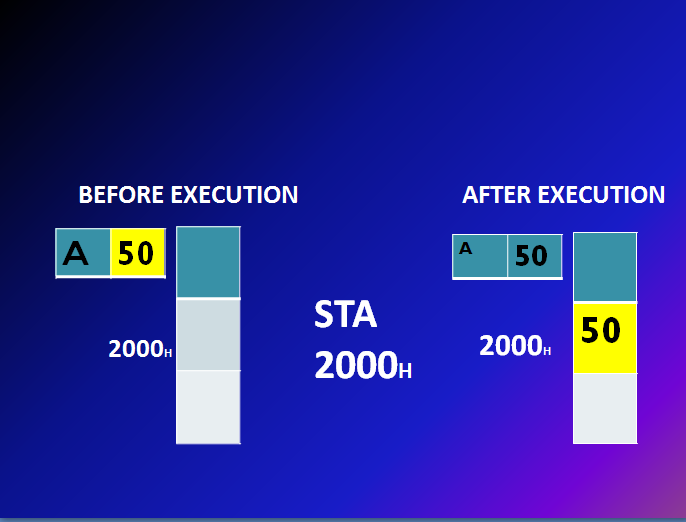 BEFORE EXECUTION
AFTER EXECUTION
A 50
A 50
STA
2000H
2000H
50
2000H